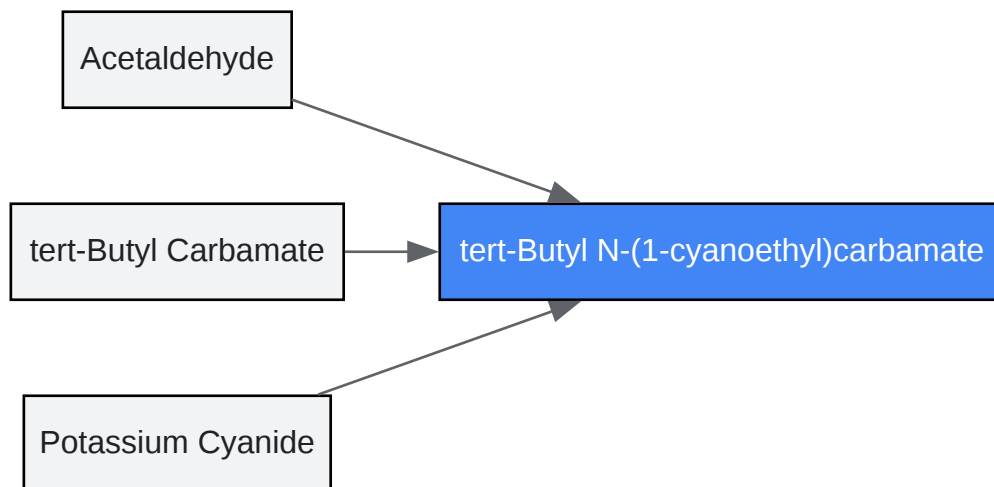 Acetaldehyde
tert-Butyl Carbamate
tert-Butyl N-(1-cyanoethyl)carbamate
Potassium Cyanide